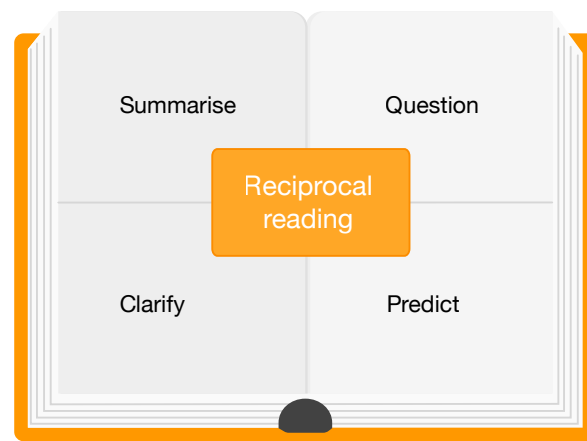 Summarise
Question
Reciprocal
reading
Clarify
Predict